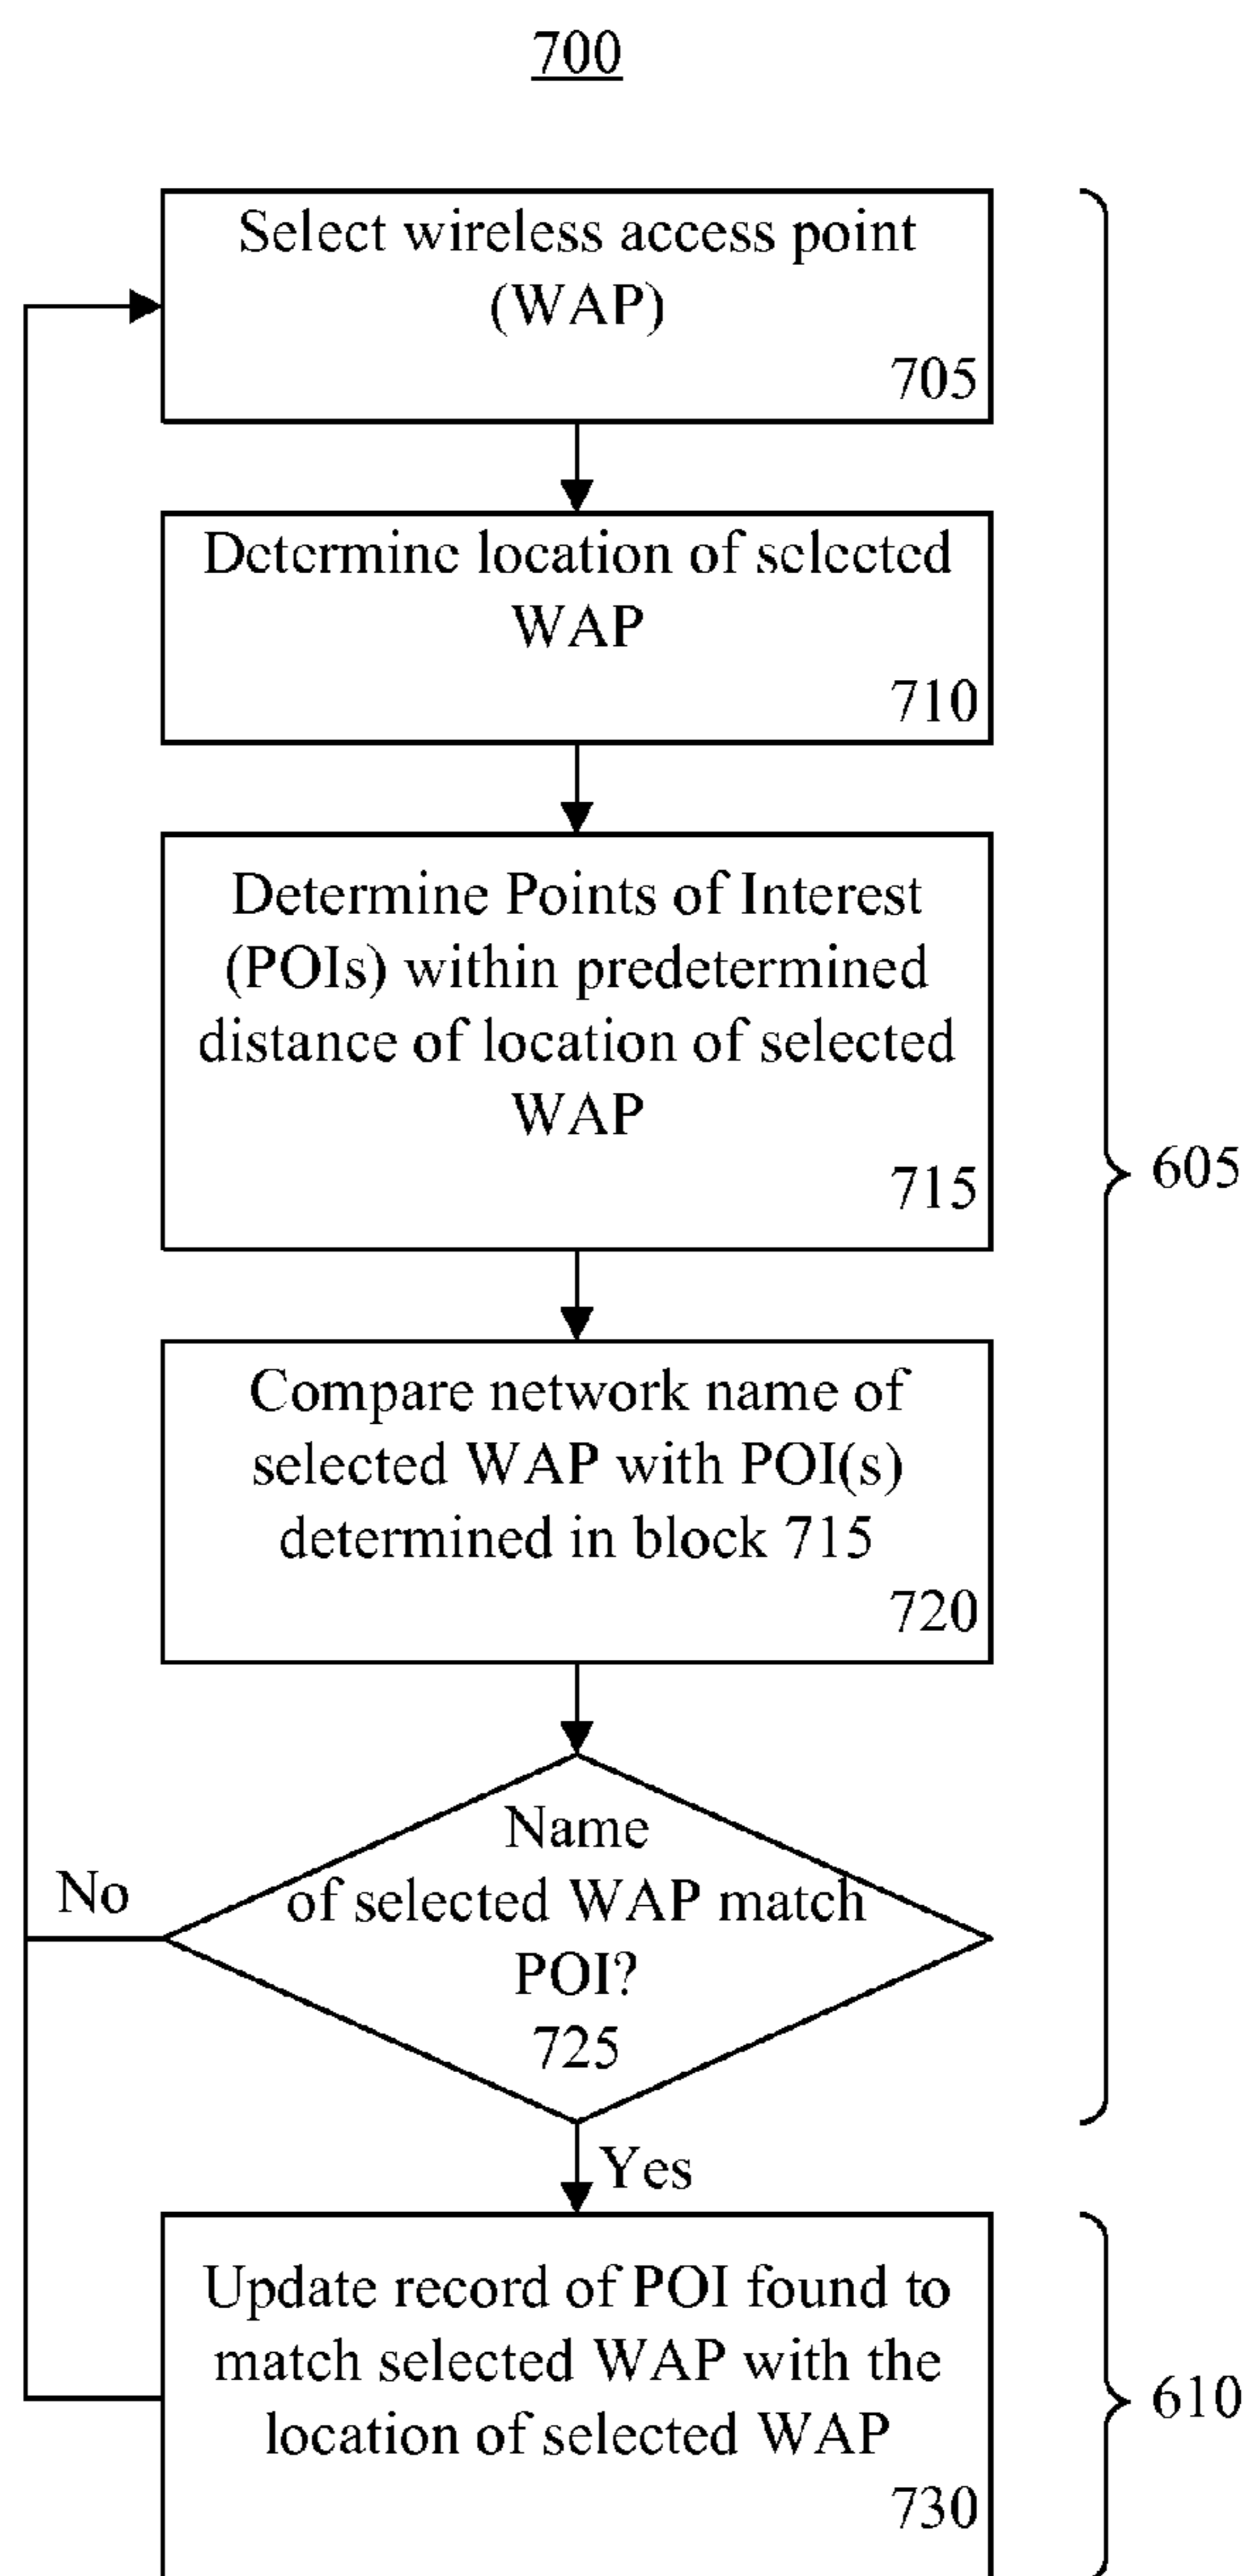 700
Select wireless access point
(WAP)
705
Determine location of selected
WAP
710
Determine Points of Interest
(POIs) within predetermined
distance of location of selected
WAP
715
605
Compare network name of
selected WAP with POI(s)
determined in block 715
720
Name
of selected WAP match
POI?
725
No
Yes
Update record of POI found to
match selected WAP with the
location of selected WAP
730
610